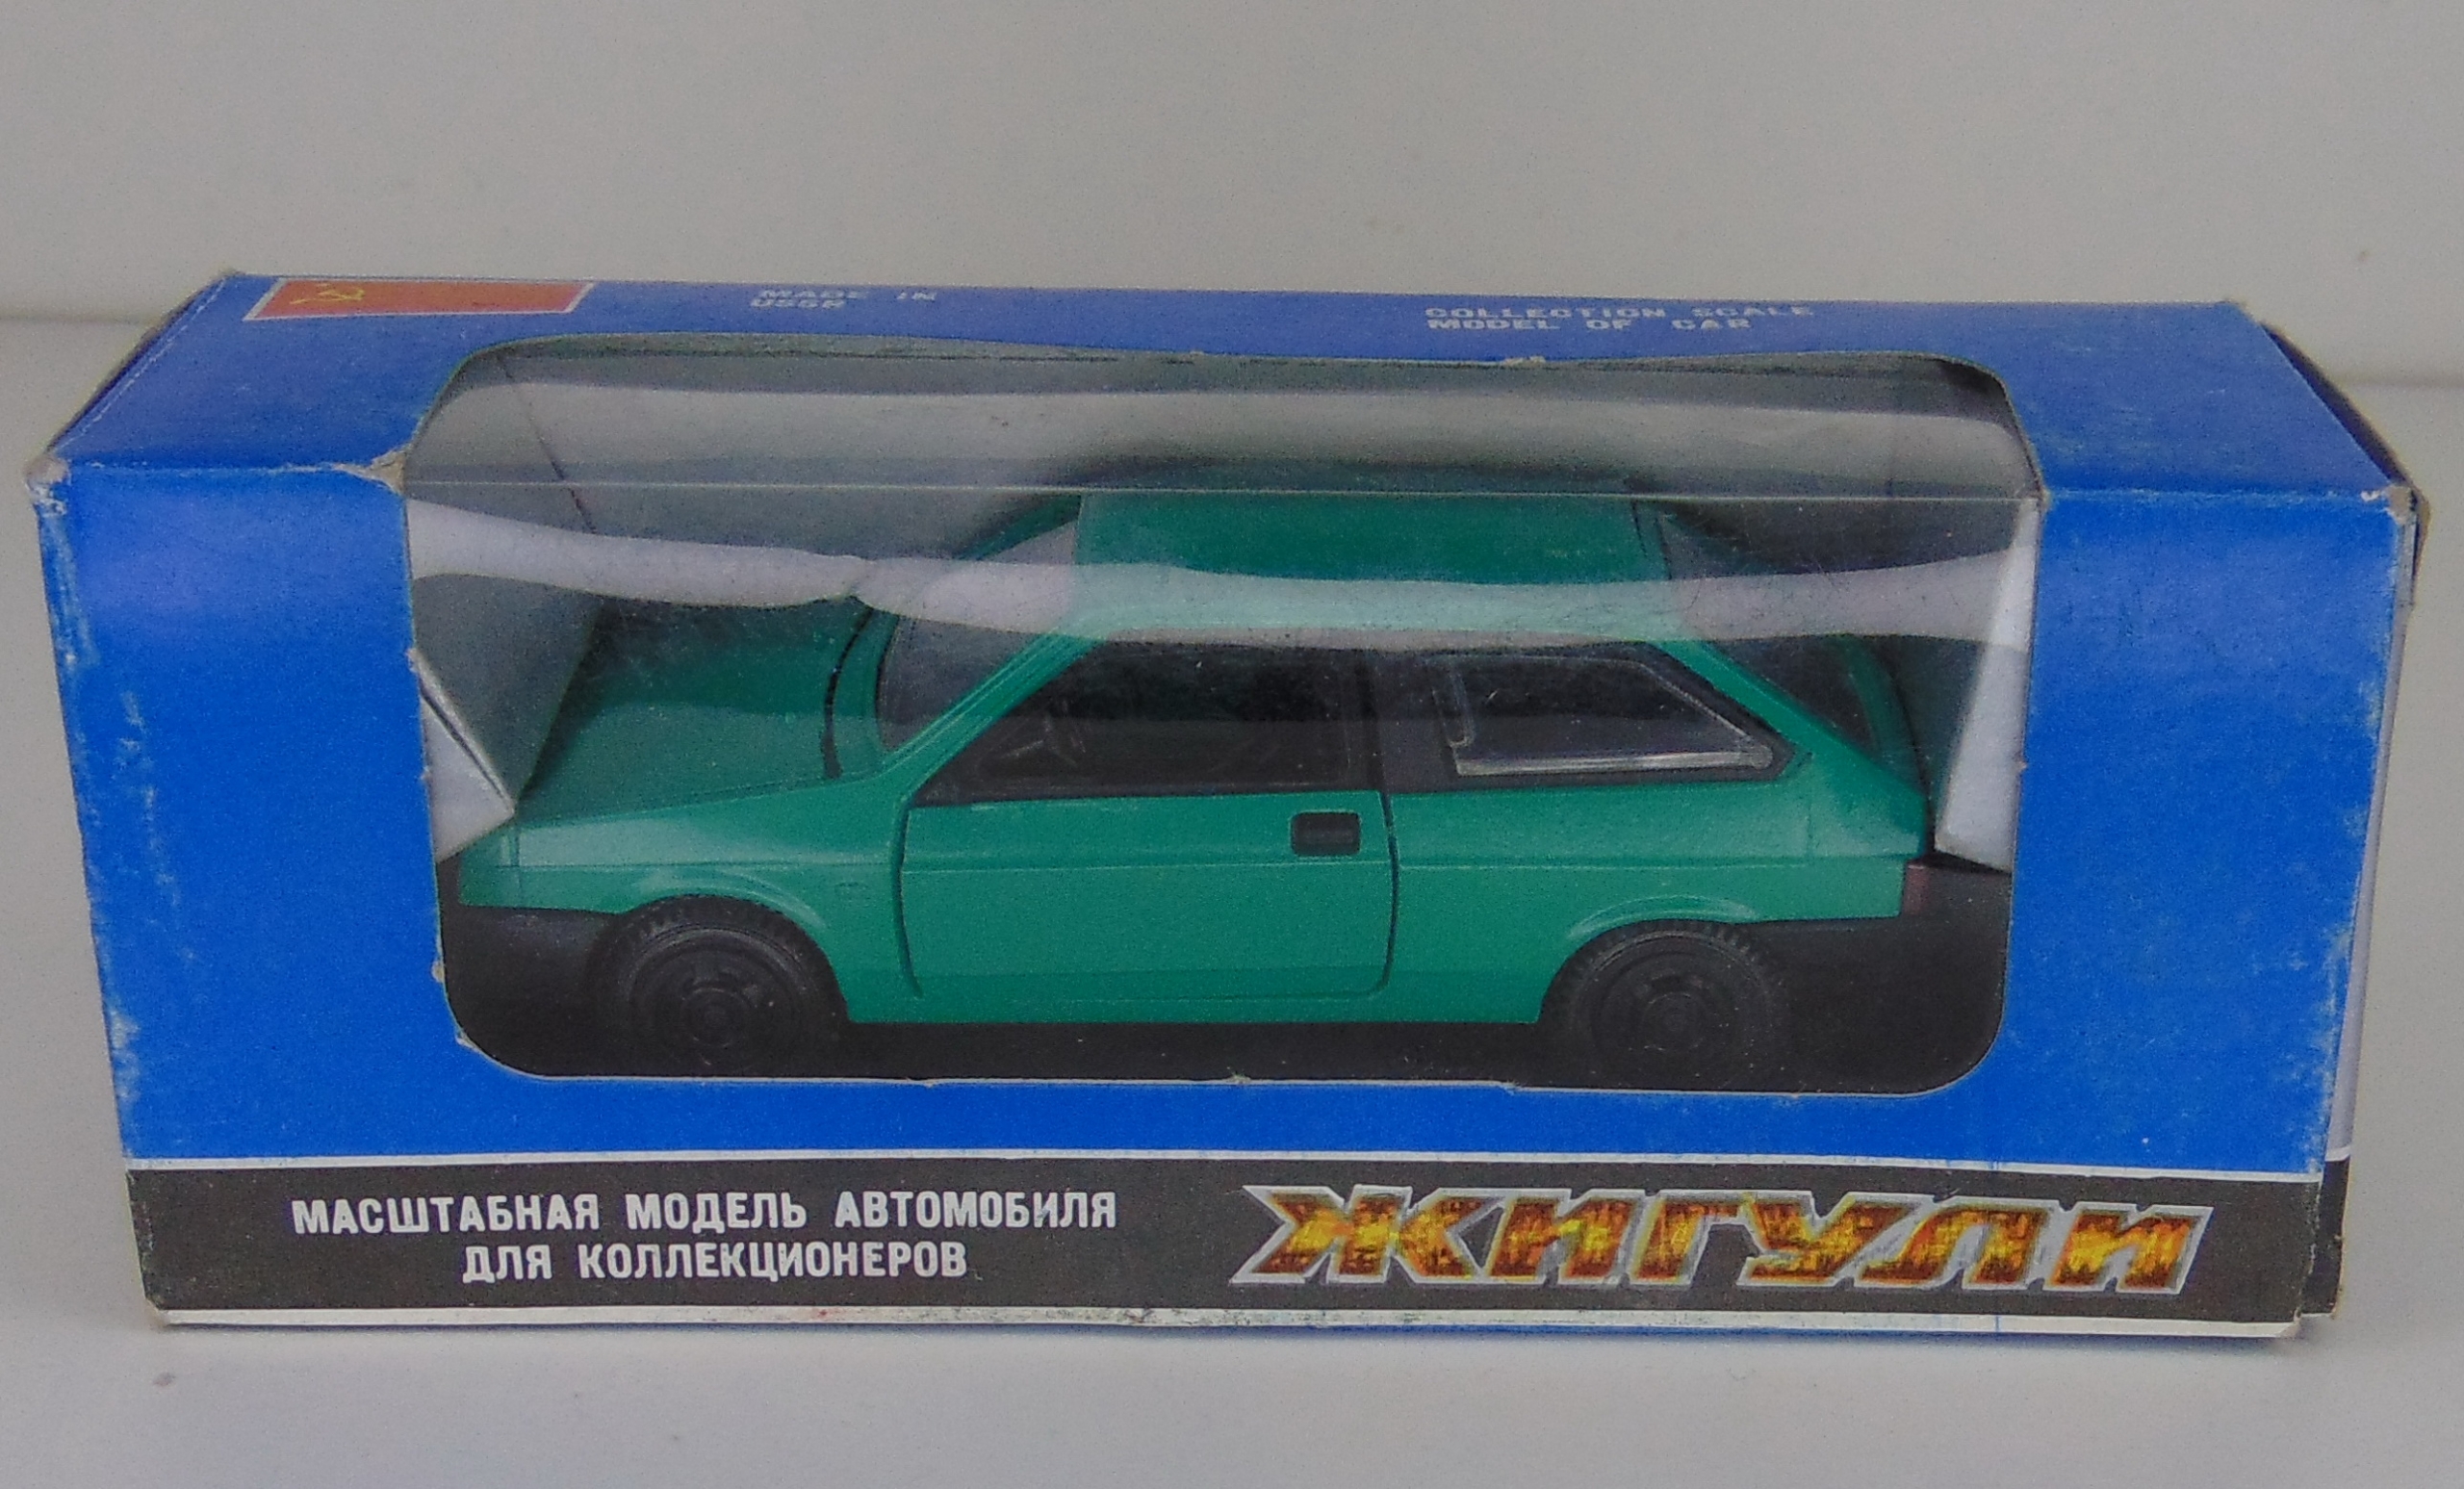 MADE IN
USSR
COLLECTION SCALE
MODEL OF CAR
МАСШТАБНАЯ МОДЕЛЬ АВТОМОБИЛЯ
ДЛЯ КОЛЛЕКЦИОНЕРОВ
ЖИГУЛИ